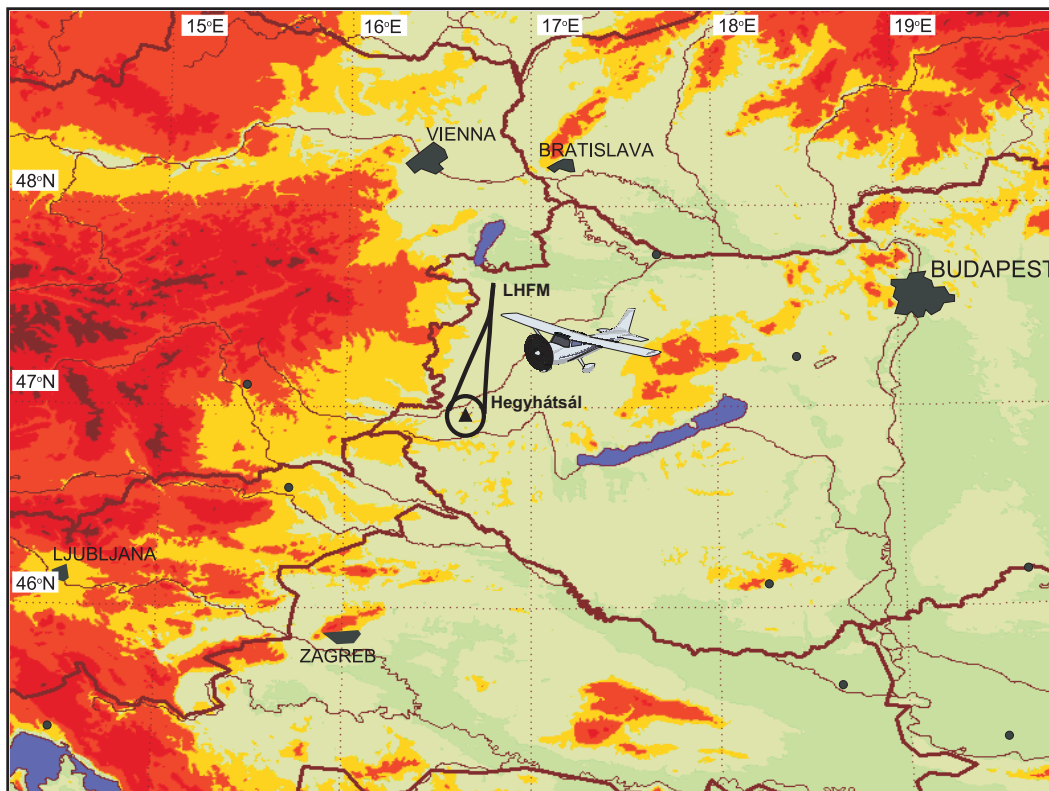 15°E 16°E 17°E 18°E 19°E
VIENNA
BRATISLAVA
48°N
BUDAPEST
LHFM
47°N
Hegyhátsál
LJUBLJANA
46°N
ZAGREB